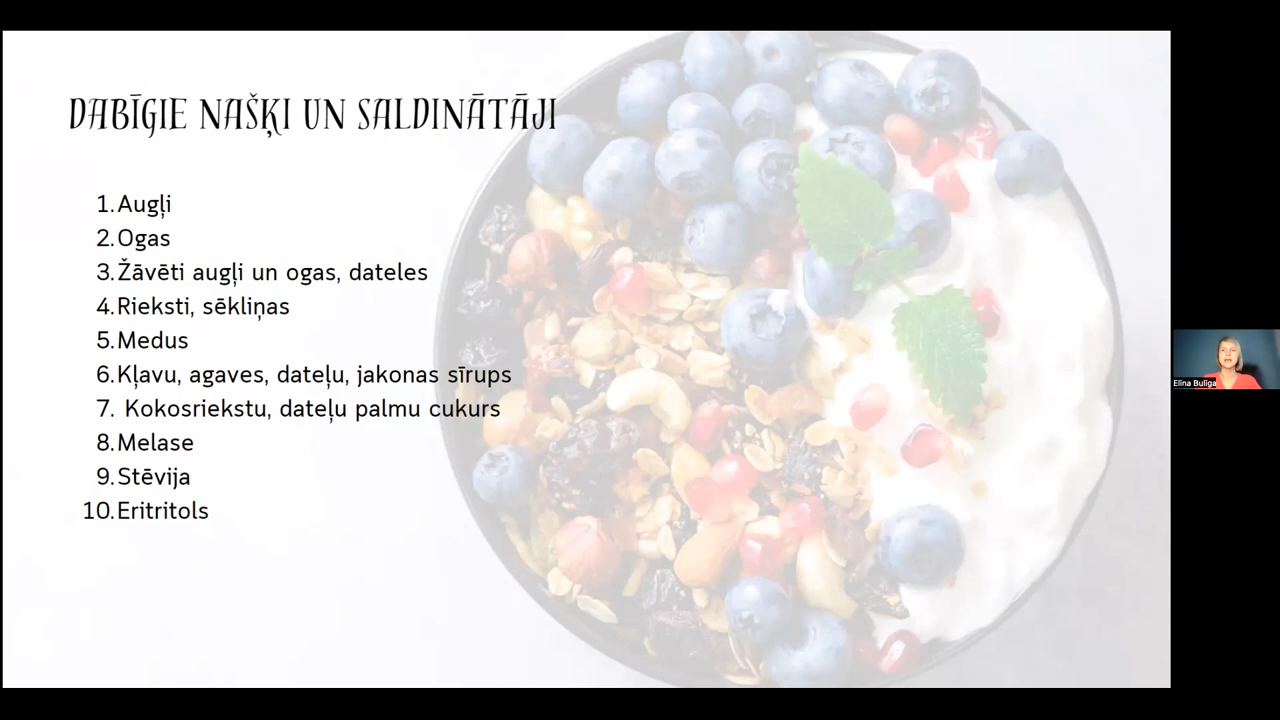 DABĪGIE NAŠĶI UN SALDINĀTĀJI
1. Augļi
2. Ogas
3. Žāvēti augļi un ogas, dateles
4. Rieksti, sēkliņas
5. Medus
6. Kļavu, agaves, dateļu, jakonas sīrups
7. Kokosriekstu, dateļu palmu cukurs
8. Melase
9. Stēvija
10. Eritritols
Elīna Buliga